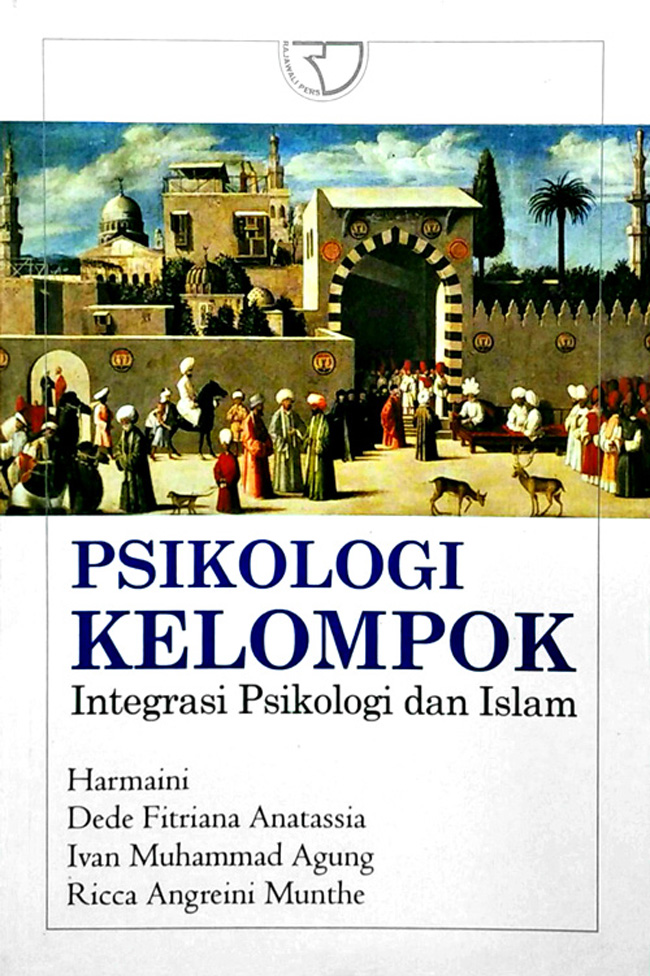 RAJAWALI PERS
PSIKOLOGI
KELOMPOK
Integrasi Psikologi dan Islam
Harmaini
Dede Fitriana Anatassia
Ivan Muhammad Agung
Ricca Angreini Munthe